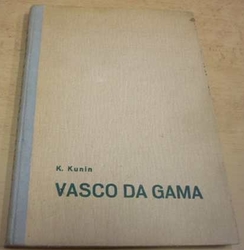 K. Kunin
VASCO DA GAMA